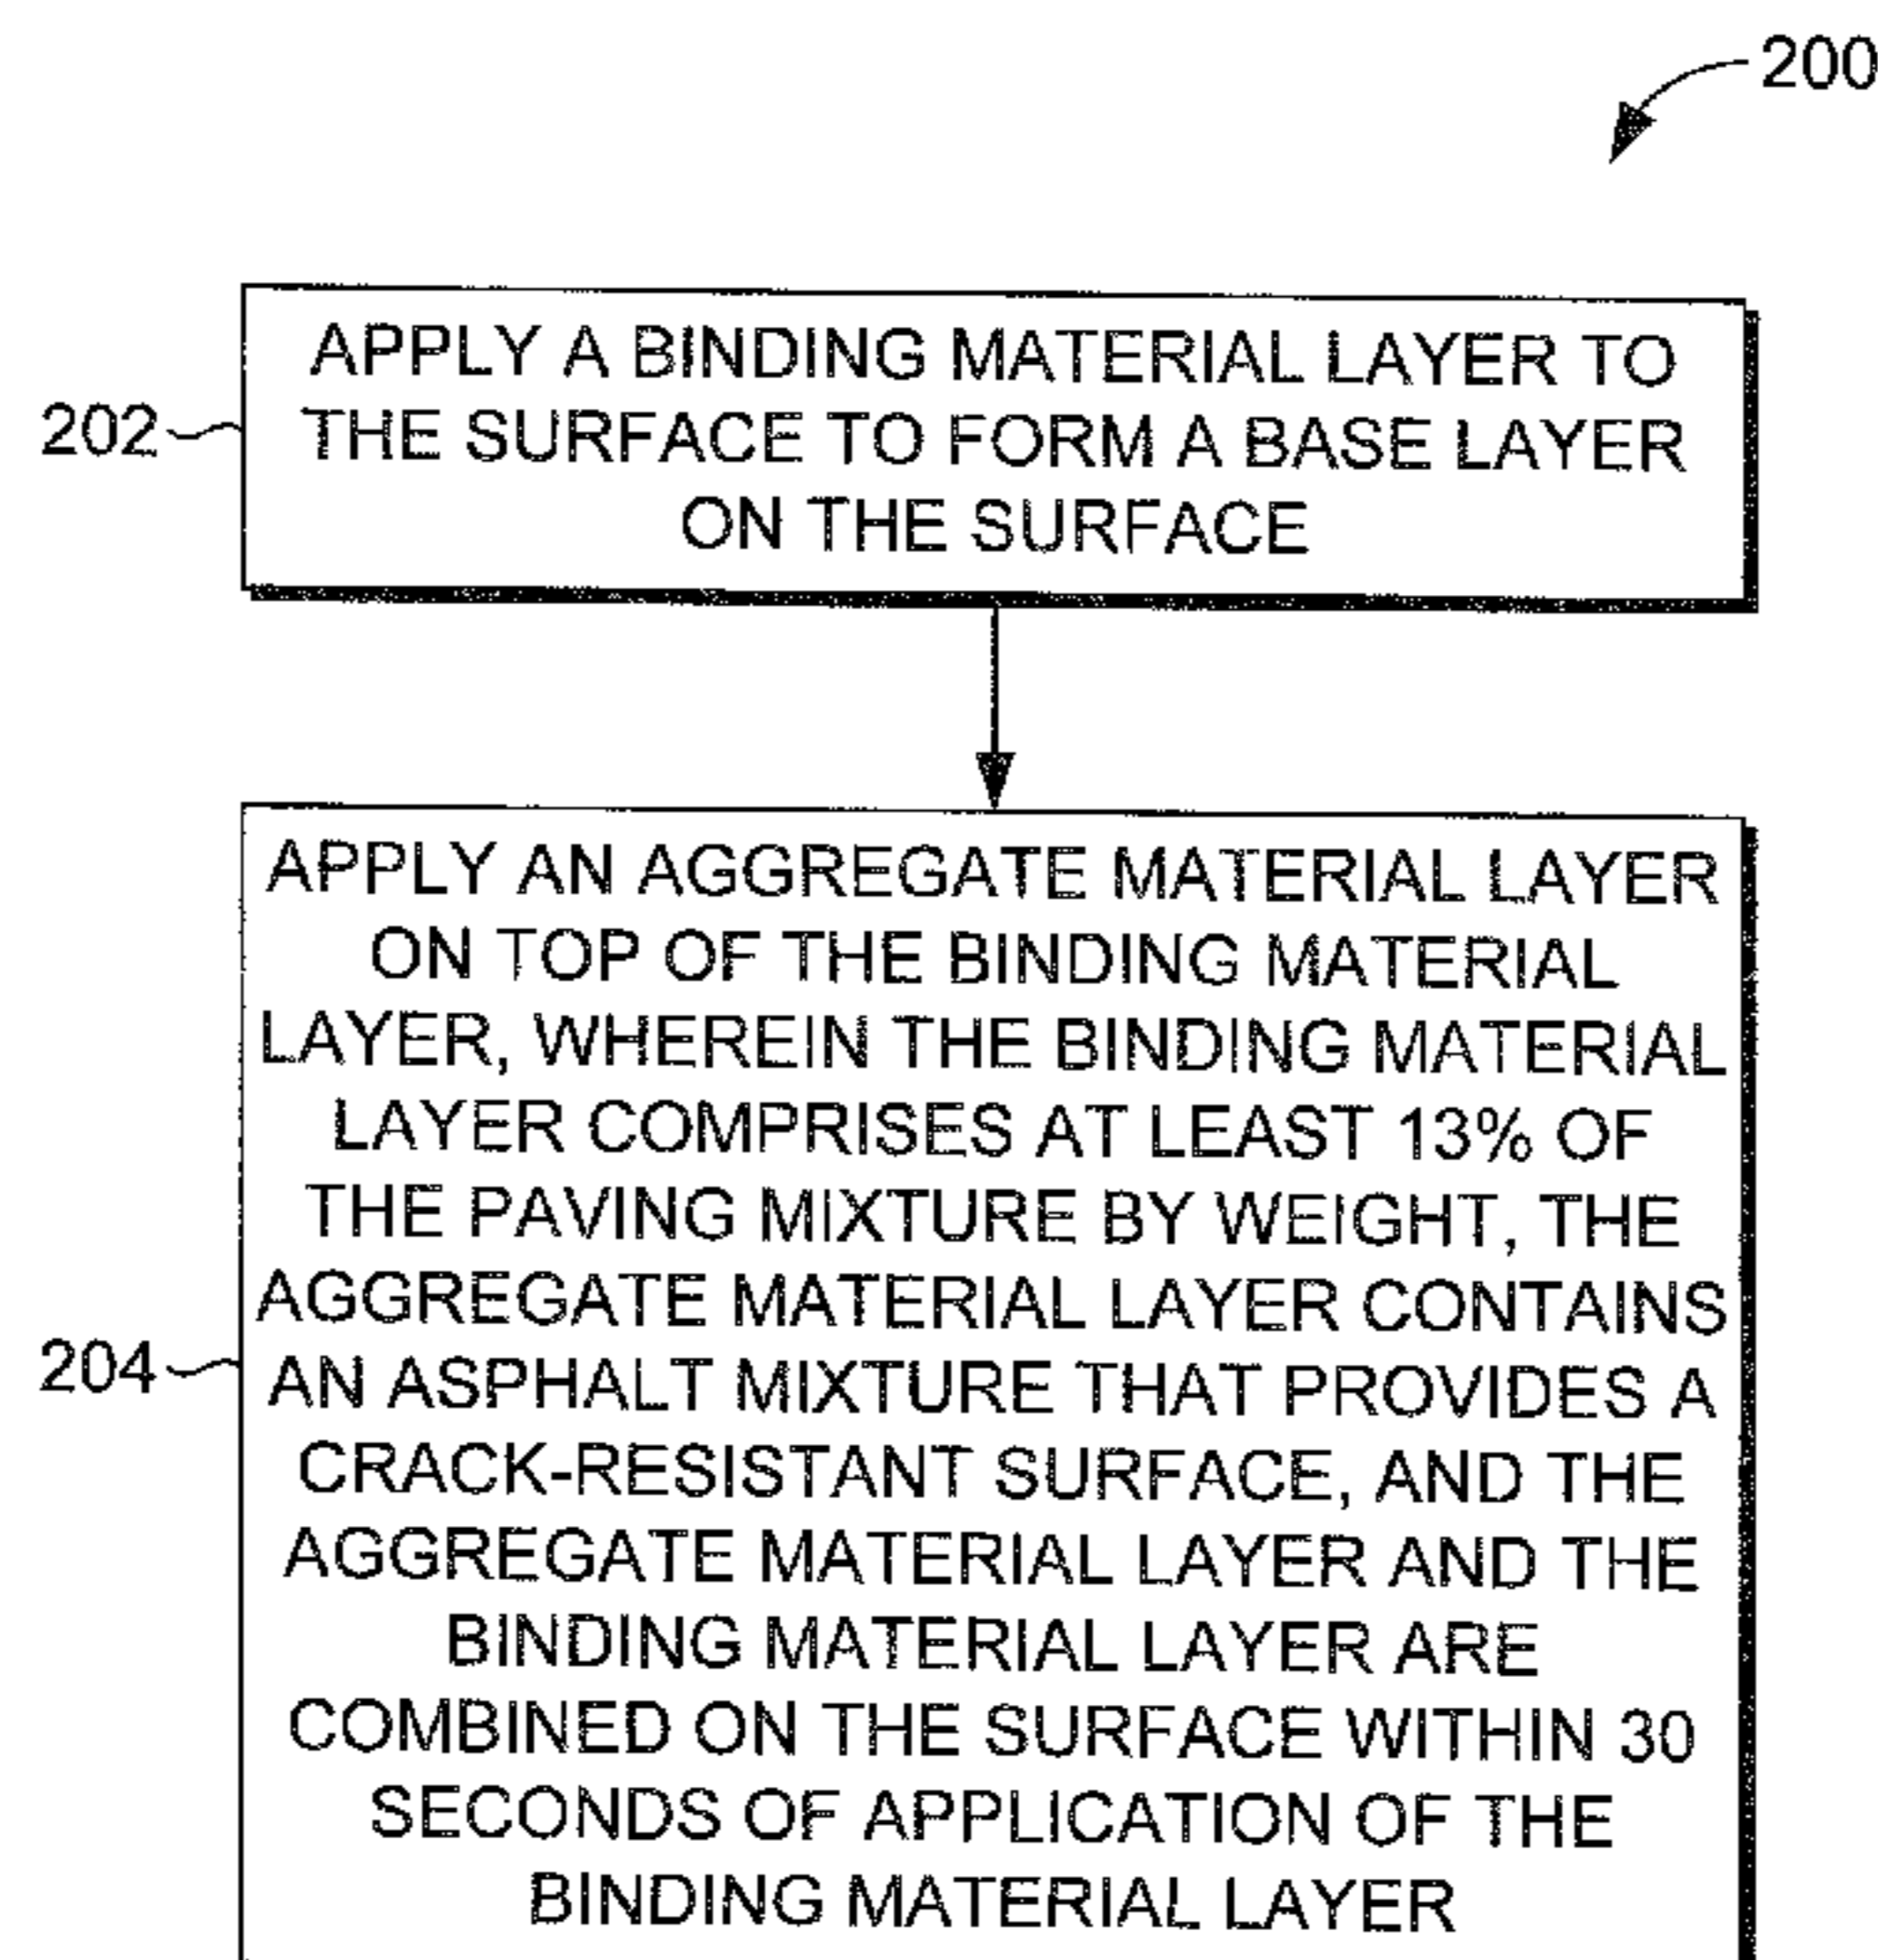 200
APPLY A BINDING MATERIAL LAYER TO
202
THE SURFACE TO FORM A BASE LAYER
ON THE SURFACE
APPLY AN AGGREGATE MATERIAL LAYER
ON TOP OF THE BINDING MATERIAL
LAYER, WHEREIN THE BINDING MATERIAL
LAYER COMPRISES AT LEAST 13% OF
THE PAVING MIXTURE BY WEIGHT, THE
AGGREGATE MATERIAL LAYER CONTAINS
204
AN ASPHALT MIXTURE THAT PROVIDES A
CRACK-RESISTANT SURFACE, AND THE
AGGREGATE MATERIAL LAYER AND THE
BINDING MATERIAL LAYER ARE
COMBINED ON THE SURFACE WITHIN 30
SECONDS OF APPLICATION OF THE
BINDING MATERIAL LAYER